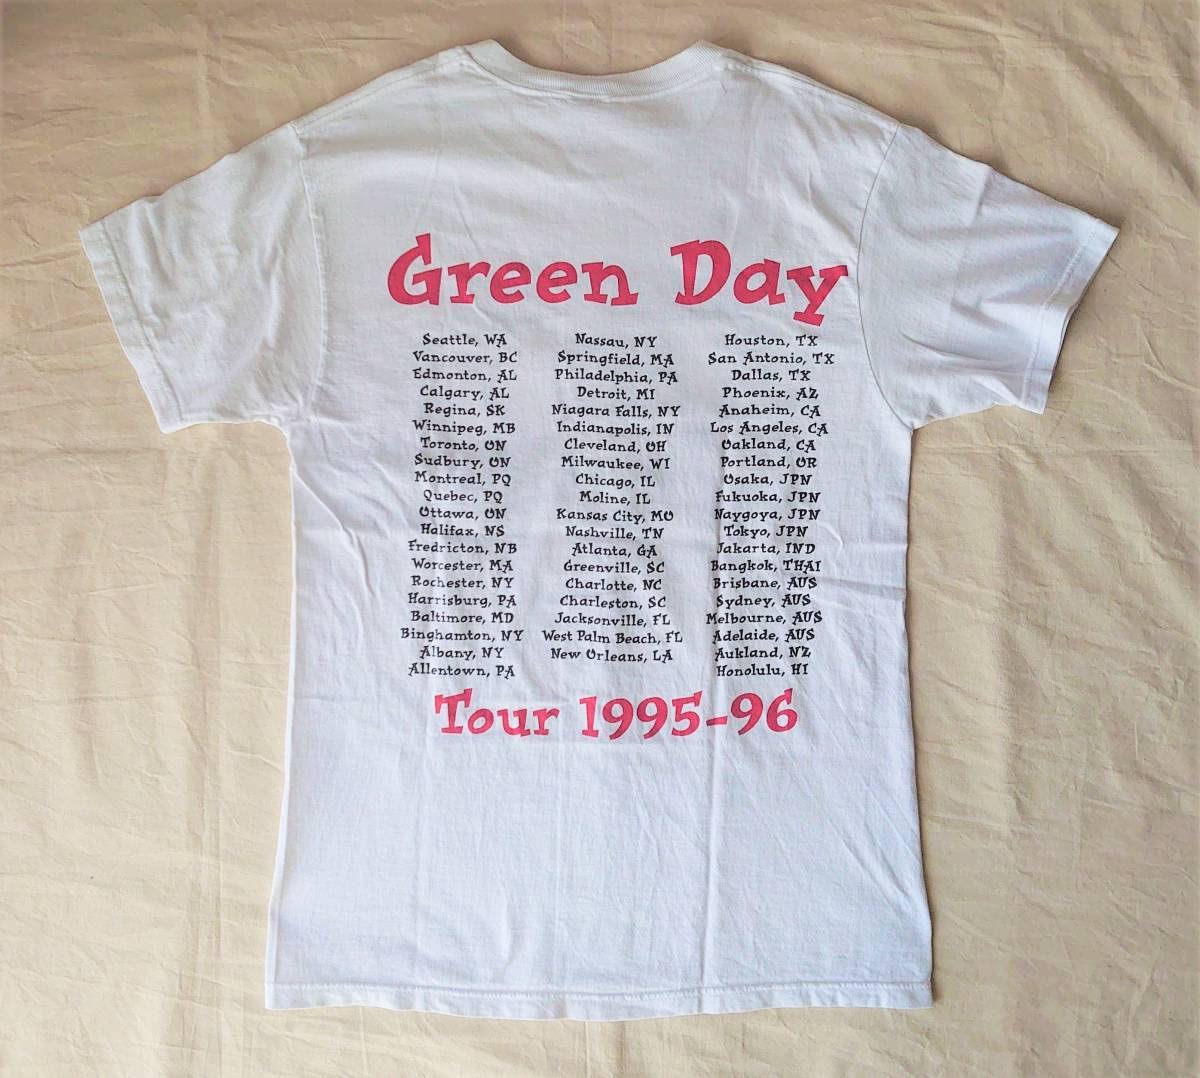 Green Day
Seattle, WA
Vancouver, BC
Edmonton, AL
Calgary, AL
Regina, SK
Winnipeg, MB
Toronto, ON
Sudbury, ON
Montreal, PQ
Quebec, PQ
Ottawa, ON
Halifax, NS
Fredricton, NB
Worcester, MA
Rochester, NY
Harrisburg, PA
Baltimore, MD
Binghamton, NY
Albany, NY
Allentown, PA
Nassau, NY
Springfield, MA
Philadelphia, PA
Detroit, MI
Niagara Falls, NY
Indianapolis, IN
Cleveland, OH
Milwaukee, WI
Chicago, IL
Moline, IL
Kansas City, MO
Nashville, TN
Atlanta, GA
Greenville, SC
Charlotte, NC
Charleston, SC
Jacksonville, FL
West Palm Beach, FL
New Orleans, LA
Houston, TX
San Antonio, TX
Dallas, TX
Phoenix, AZ
Anaheim, CA
Los Angeles, CA
Oakland, CA
Portland, OR
Osaka, JPN
Fukuoka, JPN
Naygoya, JPN
Tokyo, JPN
Jakarta, IND
Bangkok, THAI
Brisbane, AUS
Sydney, AUS
Melbourne, AUS
Adelaide, AUS
Aukland, NZ
Honolulu, HI
Tour 1995-96